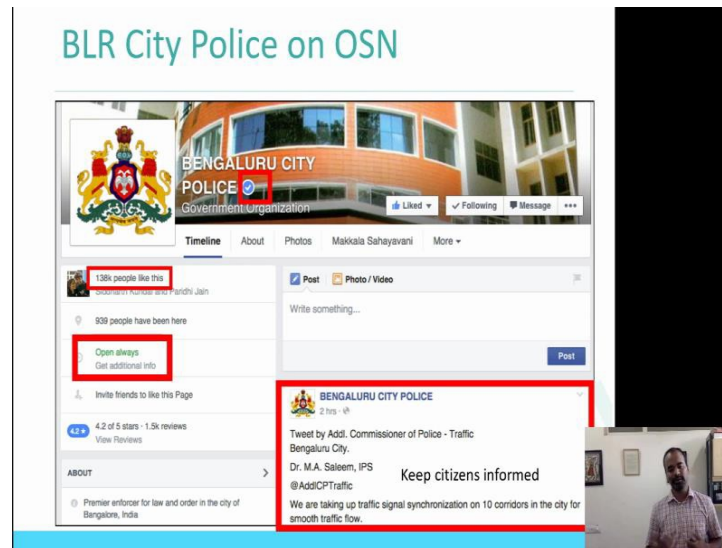 BLR City Police on OSN
BENGALURU CITY
POLICE
Government Organization
Liked
Following
Message
Timeline
About
Photos
Makkala Sahayavani
More
138k people like this
Siddharth Kundal and Paridhi Jain
939 people have been here
Open always
Get additional info
Invite friends to like this Page
4.2
4.2 of 5 stars · 1.5k reviews
View Reviews
ABOUT
Premier enforcer for law and order in the city of
Bangalore, India
Post
Photo / Video
Write something...
Post
BENGALURU CITY POLICE
2 hrs ·
Tweet by Addl. Commissioner of Police - Traffic
Bengaluru City.
Dr. M.A. Saleem, IPS
@AddlCPTraffic
Keep citizens informed
We are taking up traffic signal synchronization on 10 corridors in the city for
smooth traffic flow.